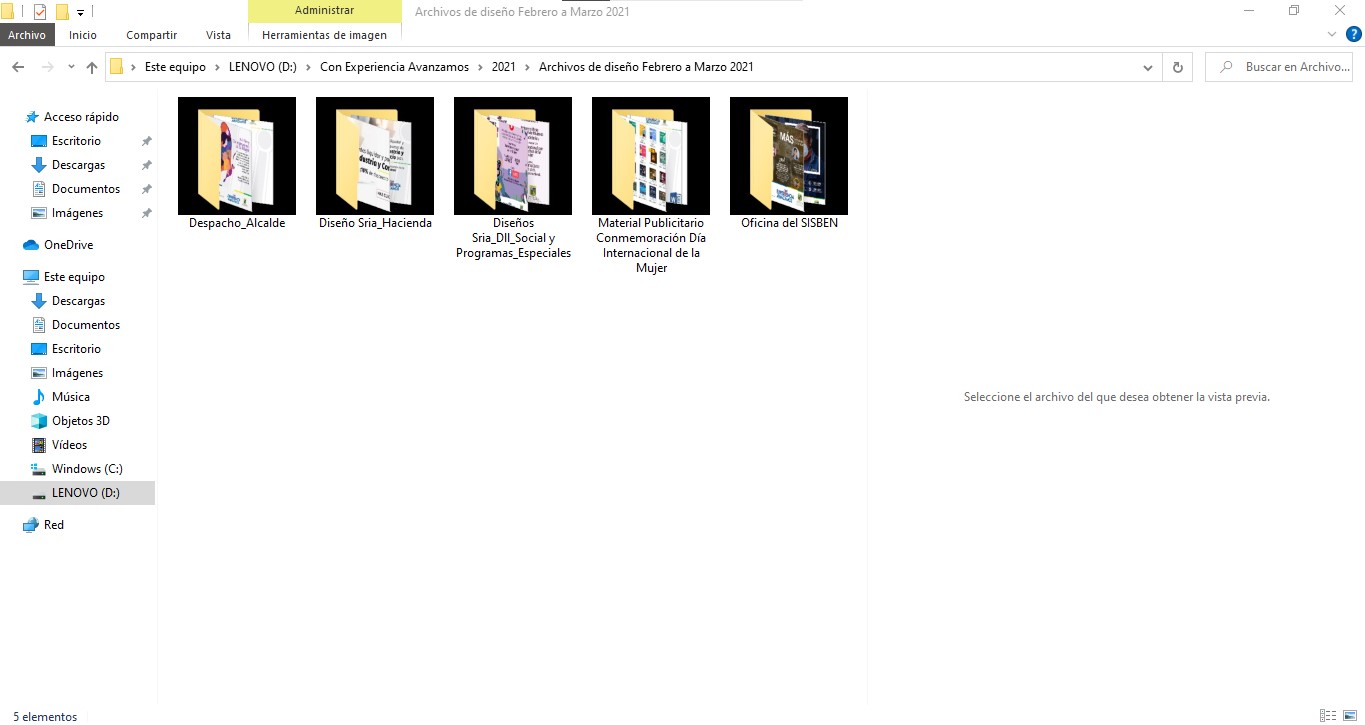 Administrar
Archivos de diseño Febrero a Marzo 2021
Archivo
Inicio
Compartir
Vista
Herramientas de imagen
Este equipo > LENOVO (D:) > Con Experiencia Avanzamos > 2021 > Archivos de diseño Febrero a Marzo 2021
Buscar en Archivo...
Acceso rápido
Escritorio
Descargas
Documentos
Imágenes
OneDrive
Este equipo
Descargas
Documentos
Escritorio
Imágenes
Música
Objetos 3D
Vídeos
Windows (C:)
LENOVO (D:)
Red
Despacho_Alcalde
Diseño Sria_Hacienda
Diseños
Sria_Dll_Social y
Programas_Especiales
Material Publicitario
Conmemoración Día
Internacional de la
Mujer
MÁS
Oficina del SISBEN
Seleccione el archivo del que desea obtener la vista previa.
5 elementos